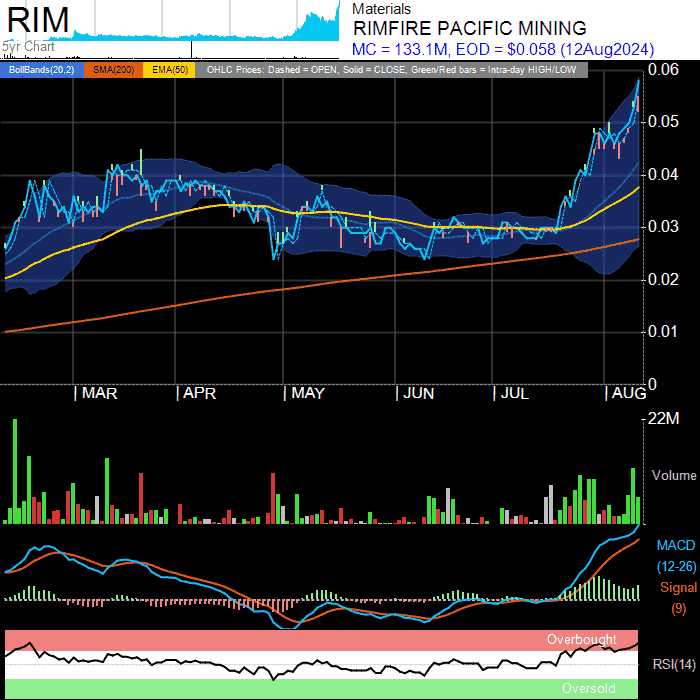 RIM
5yr Chart
Materials
RIMFIRE PACIFIC MINING
MC = 133.1M, EOD = $0.058 (12Aug2024)
BollBands(20,2) SMA(200) EMA(50) OHLC Prices: Dashed = OPEN, Solid = CLOSE, Green/Red bars = Intra-day HIGH/LOW
0.06
0.05
0.04
0.03
0.02
0.01
0
MAR APR MAY JUN JUL AUG
22M
Volume
MACD
(12-26)
Signal
(9)
Overbought
RSI(14)
Oversold